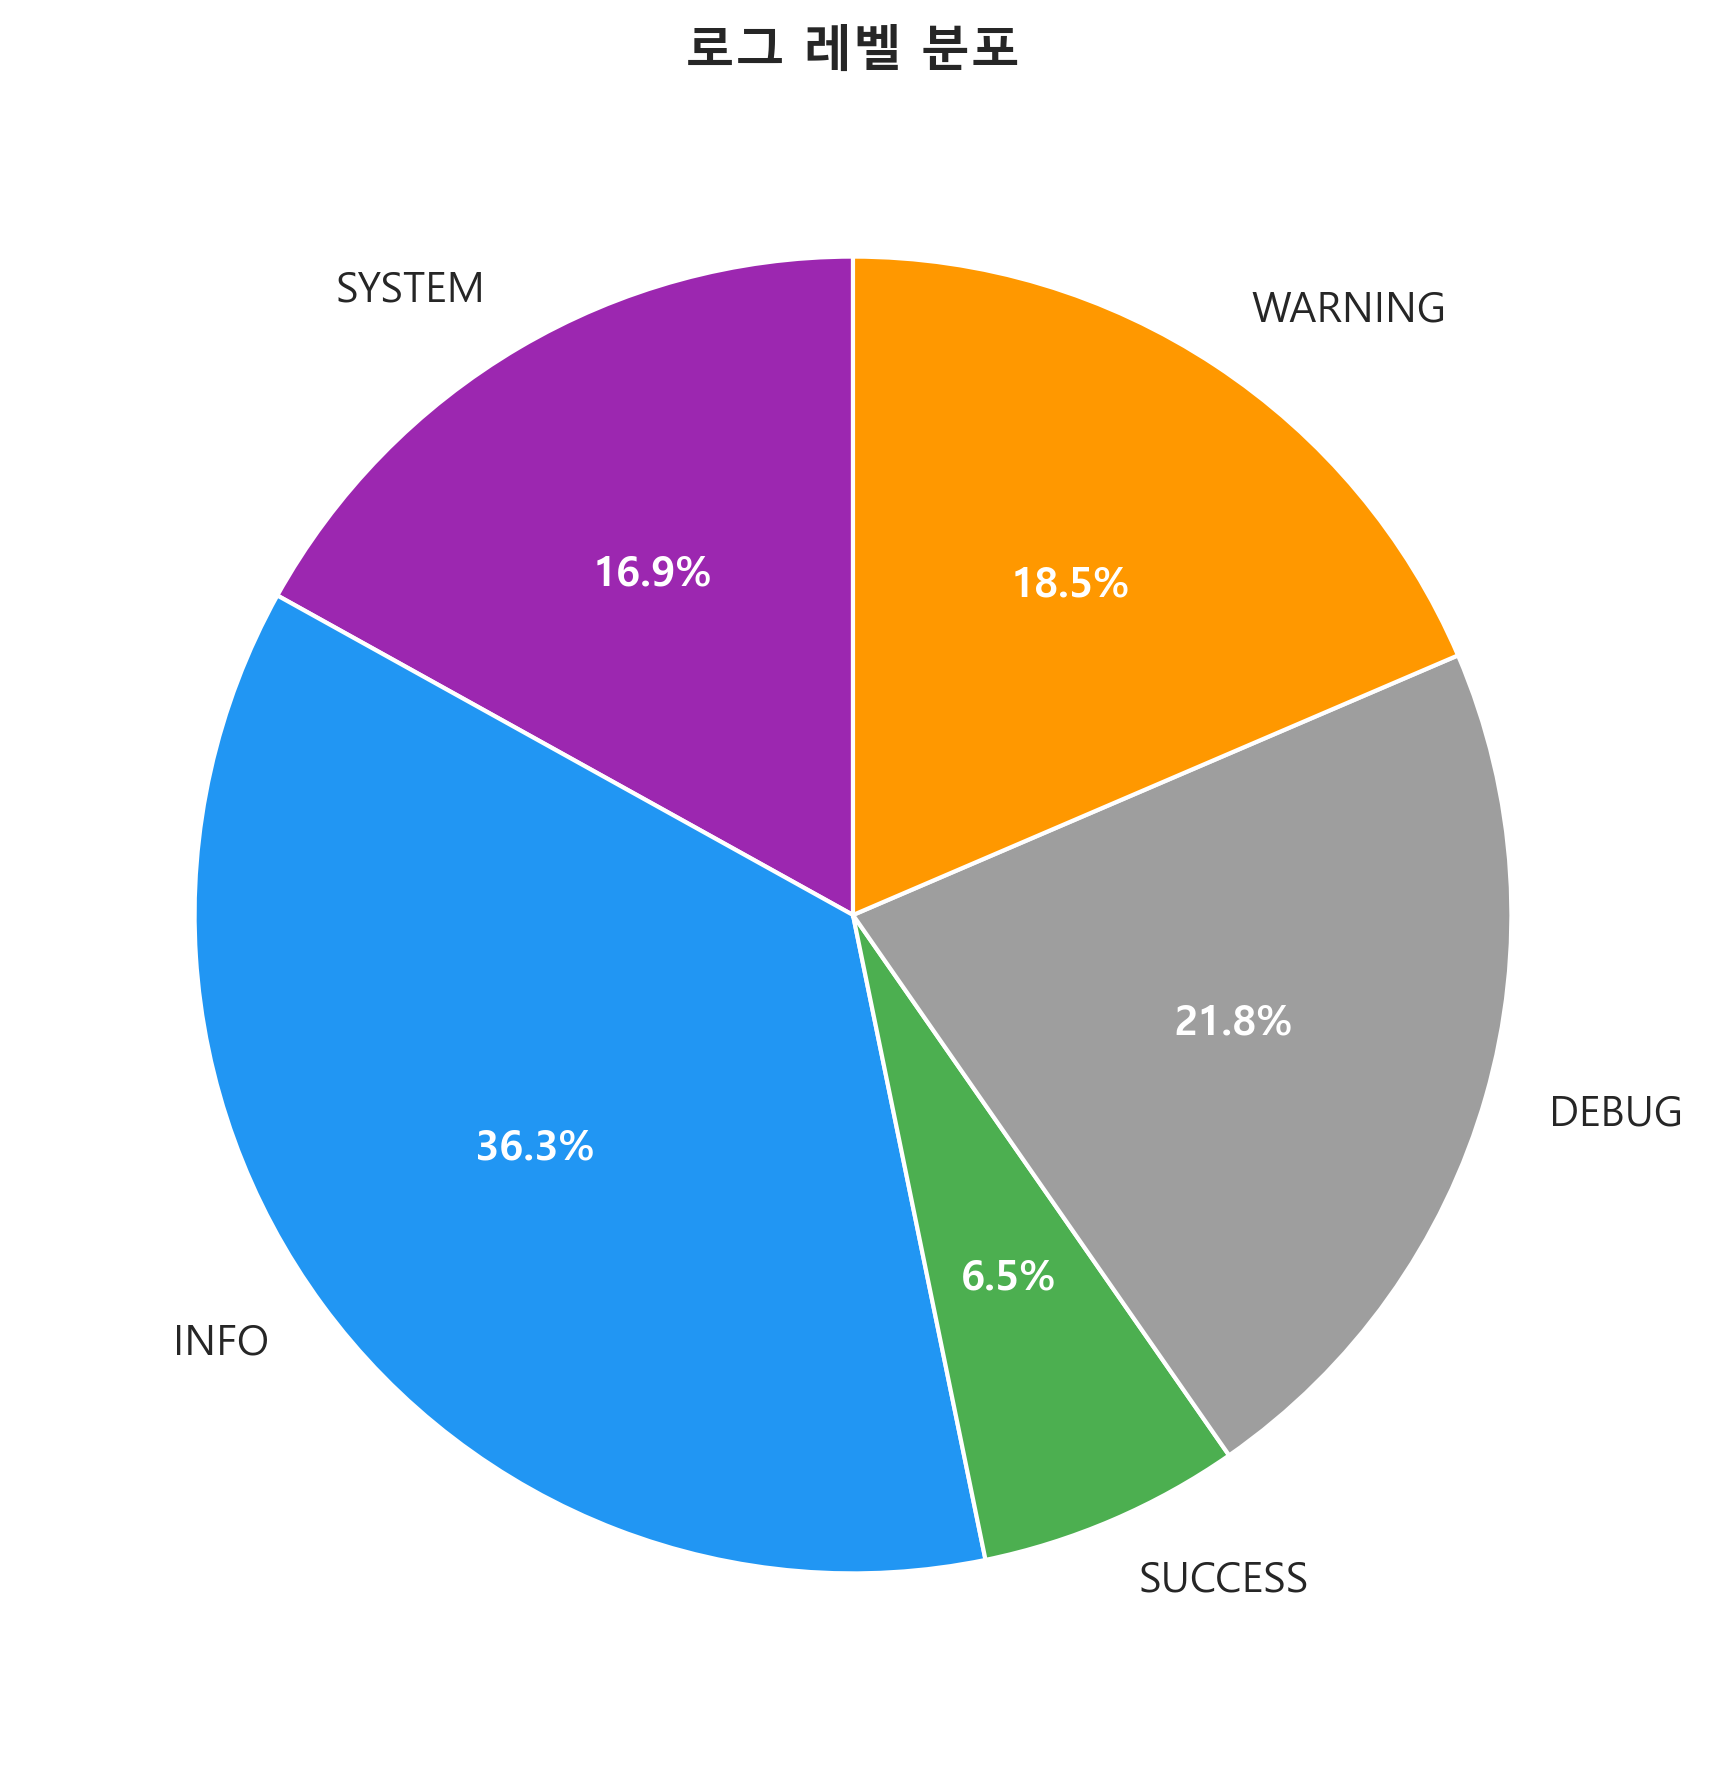 로그 레벨 분포
SYSTEM
WARNING
16.9%
18.5%
21.8%
DEBUG
36.3%
6.5%
INFO
SUCCESS